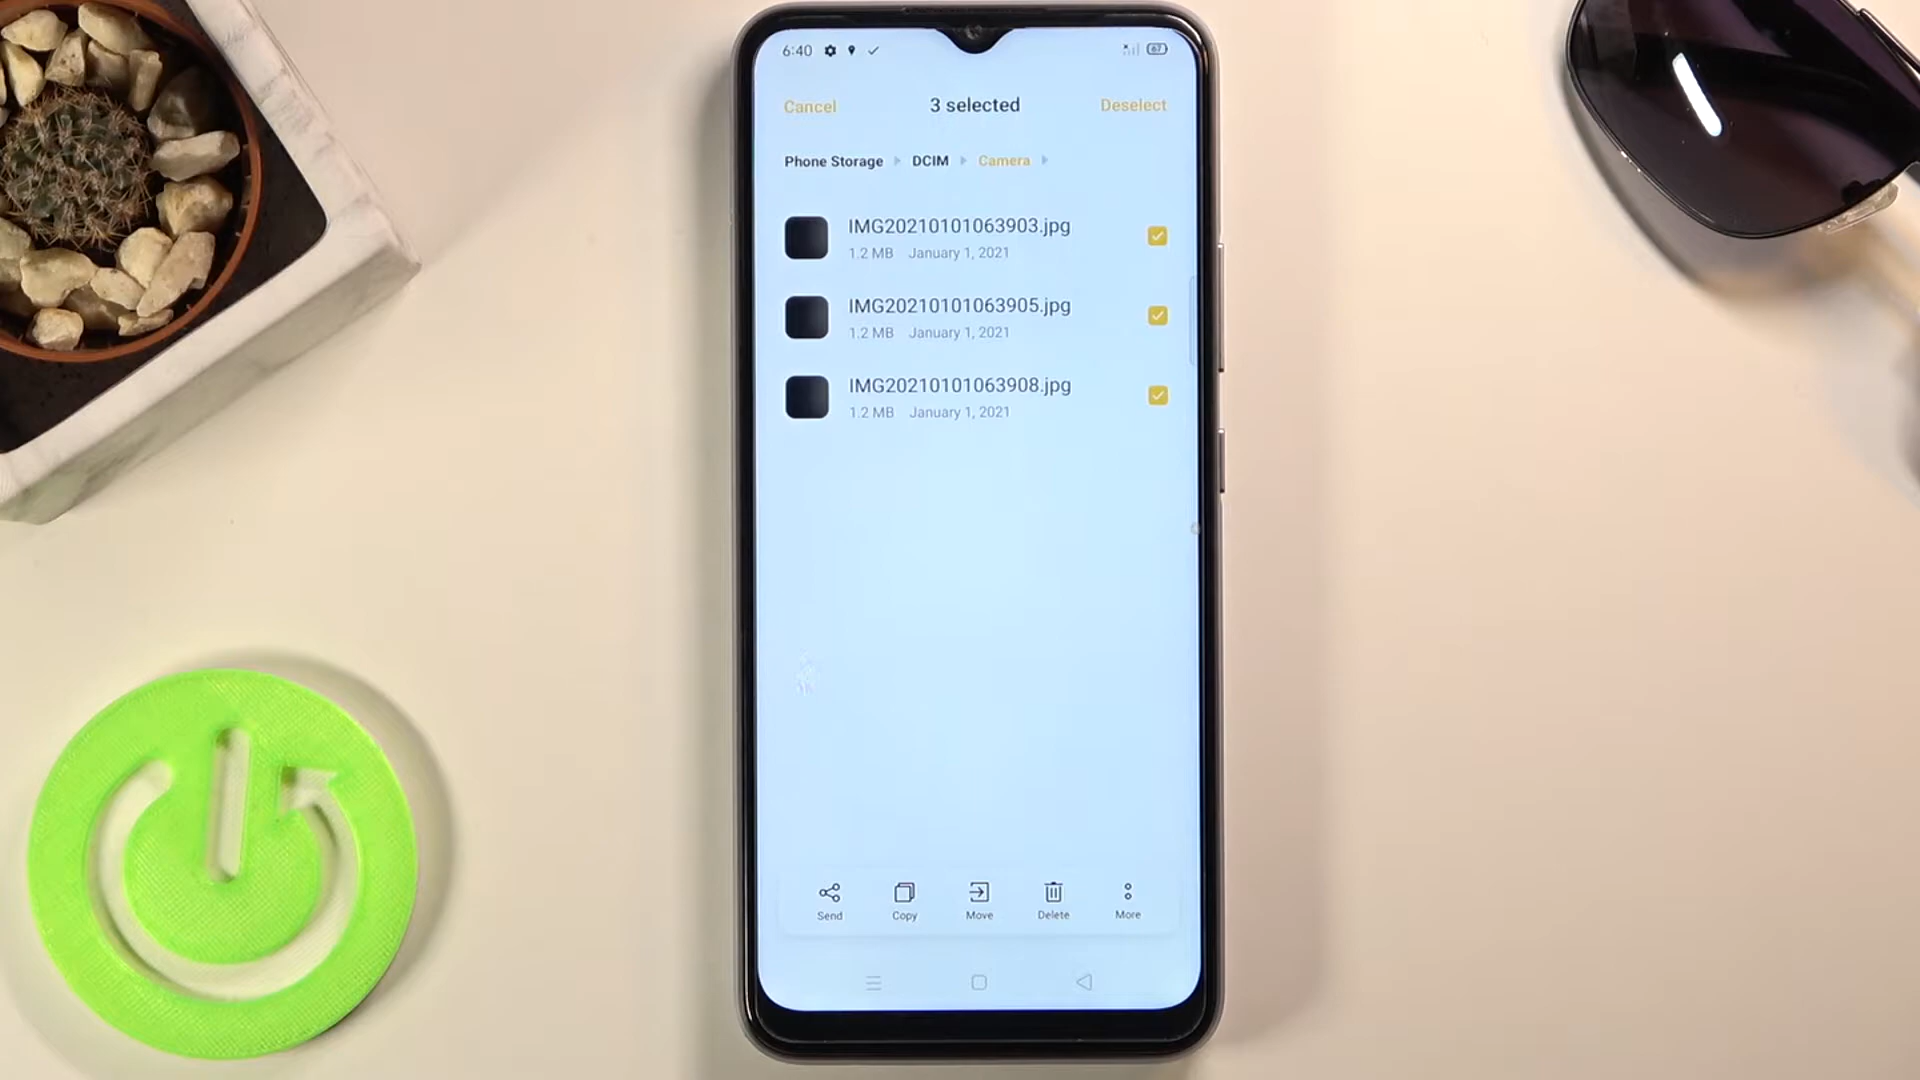 6:40
67
Cancel 3 selected Deselect
Phone Storage DCIM Camera
IMG20210101063903.jpg
1.2 MB January 1, 2021
IMG20210101063905.jpg
1.2 MB January 1, 2021
IMG20210101063908.jpg
1.2 MB January 1, 2021
Send Copy Move Delete More